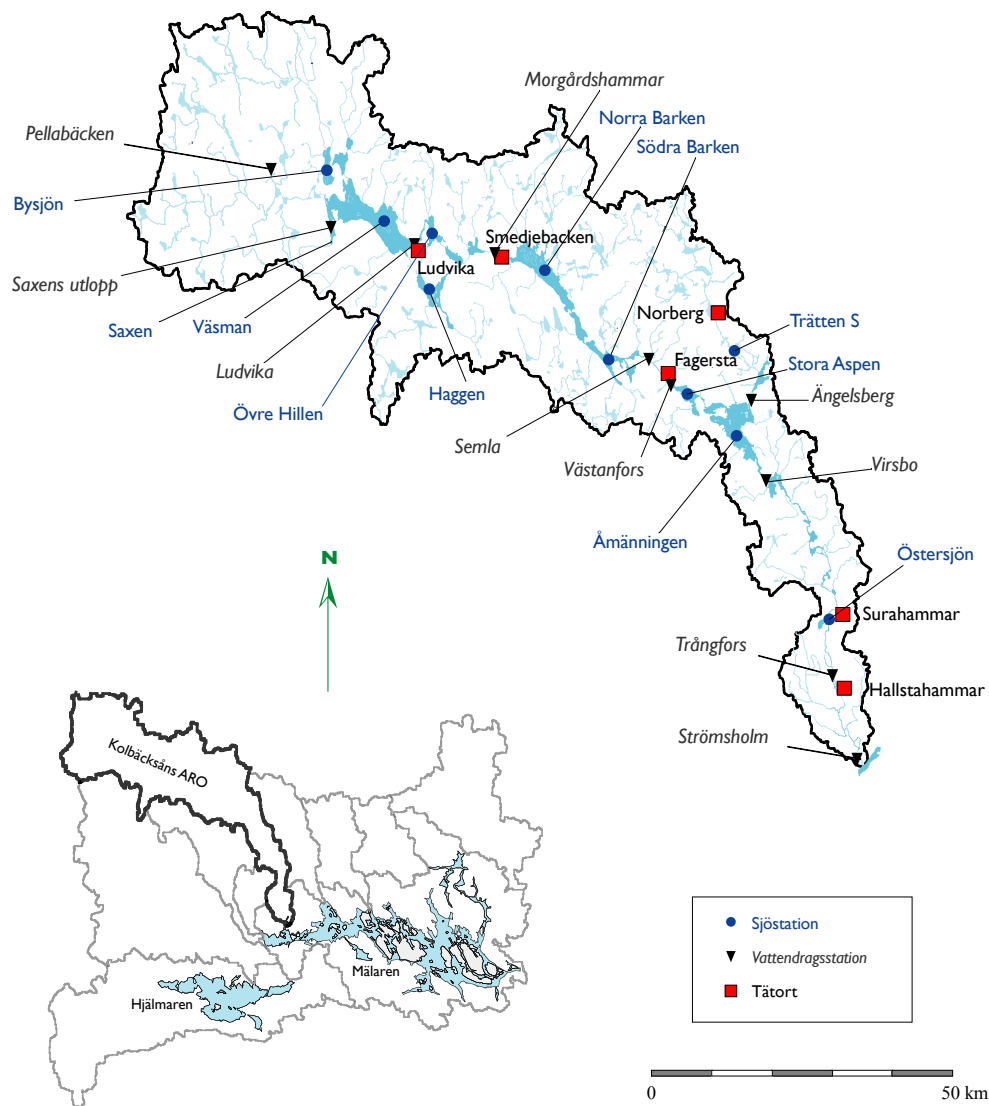 Morgårdshammar
Norra Barken
Pellabäcken
Södra Barken
Bysjön
Smedjebacken
Saxens utlopp
Ludvika
Norberg
Trätten S
Saxen
Väsman
Fagersta
Stora Aspen
Ludvika
Haggen
Ängelsberg
Övre Hillen
Semla
Västanfors
Virsbo
Åmänningen
Östersjön
N
Surahammar
Trångfors
Hallstahammar
Strömsholm
Kolbäcksåns ARO
Sjöstation
Vattendragsstation
Mälaren
Tätort
Hjälmaren
0 50 km